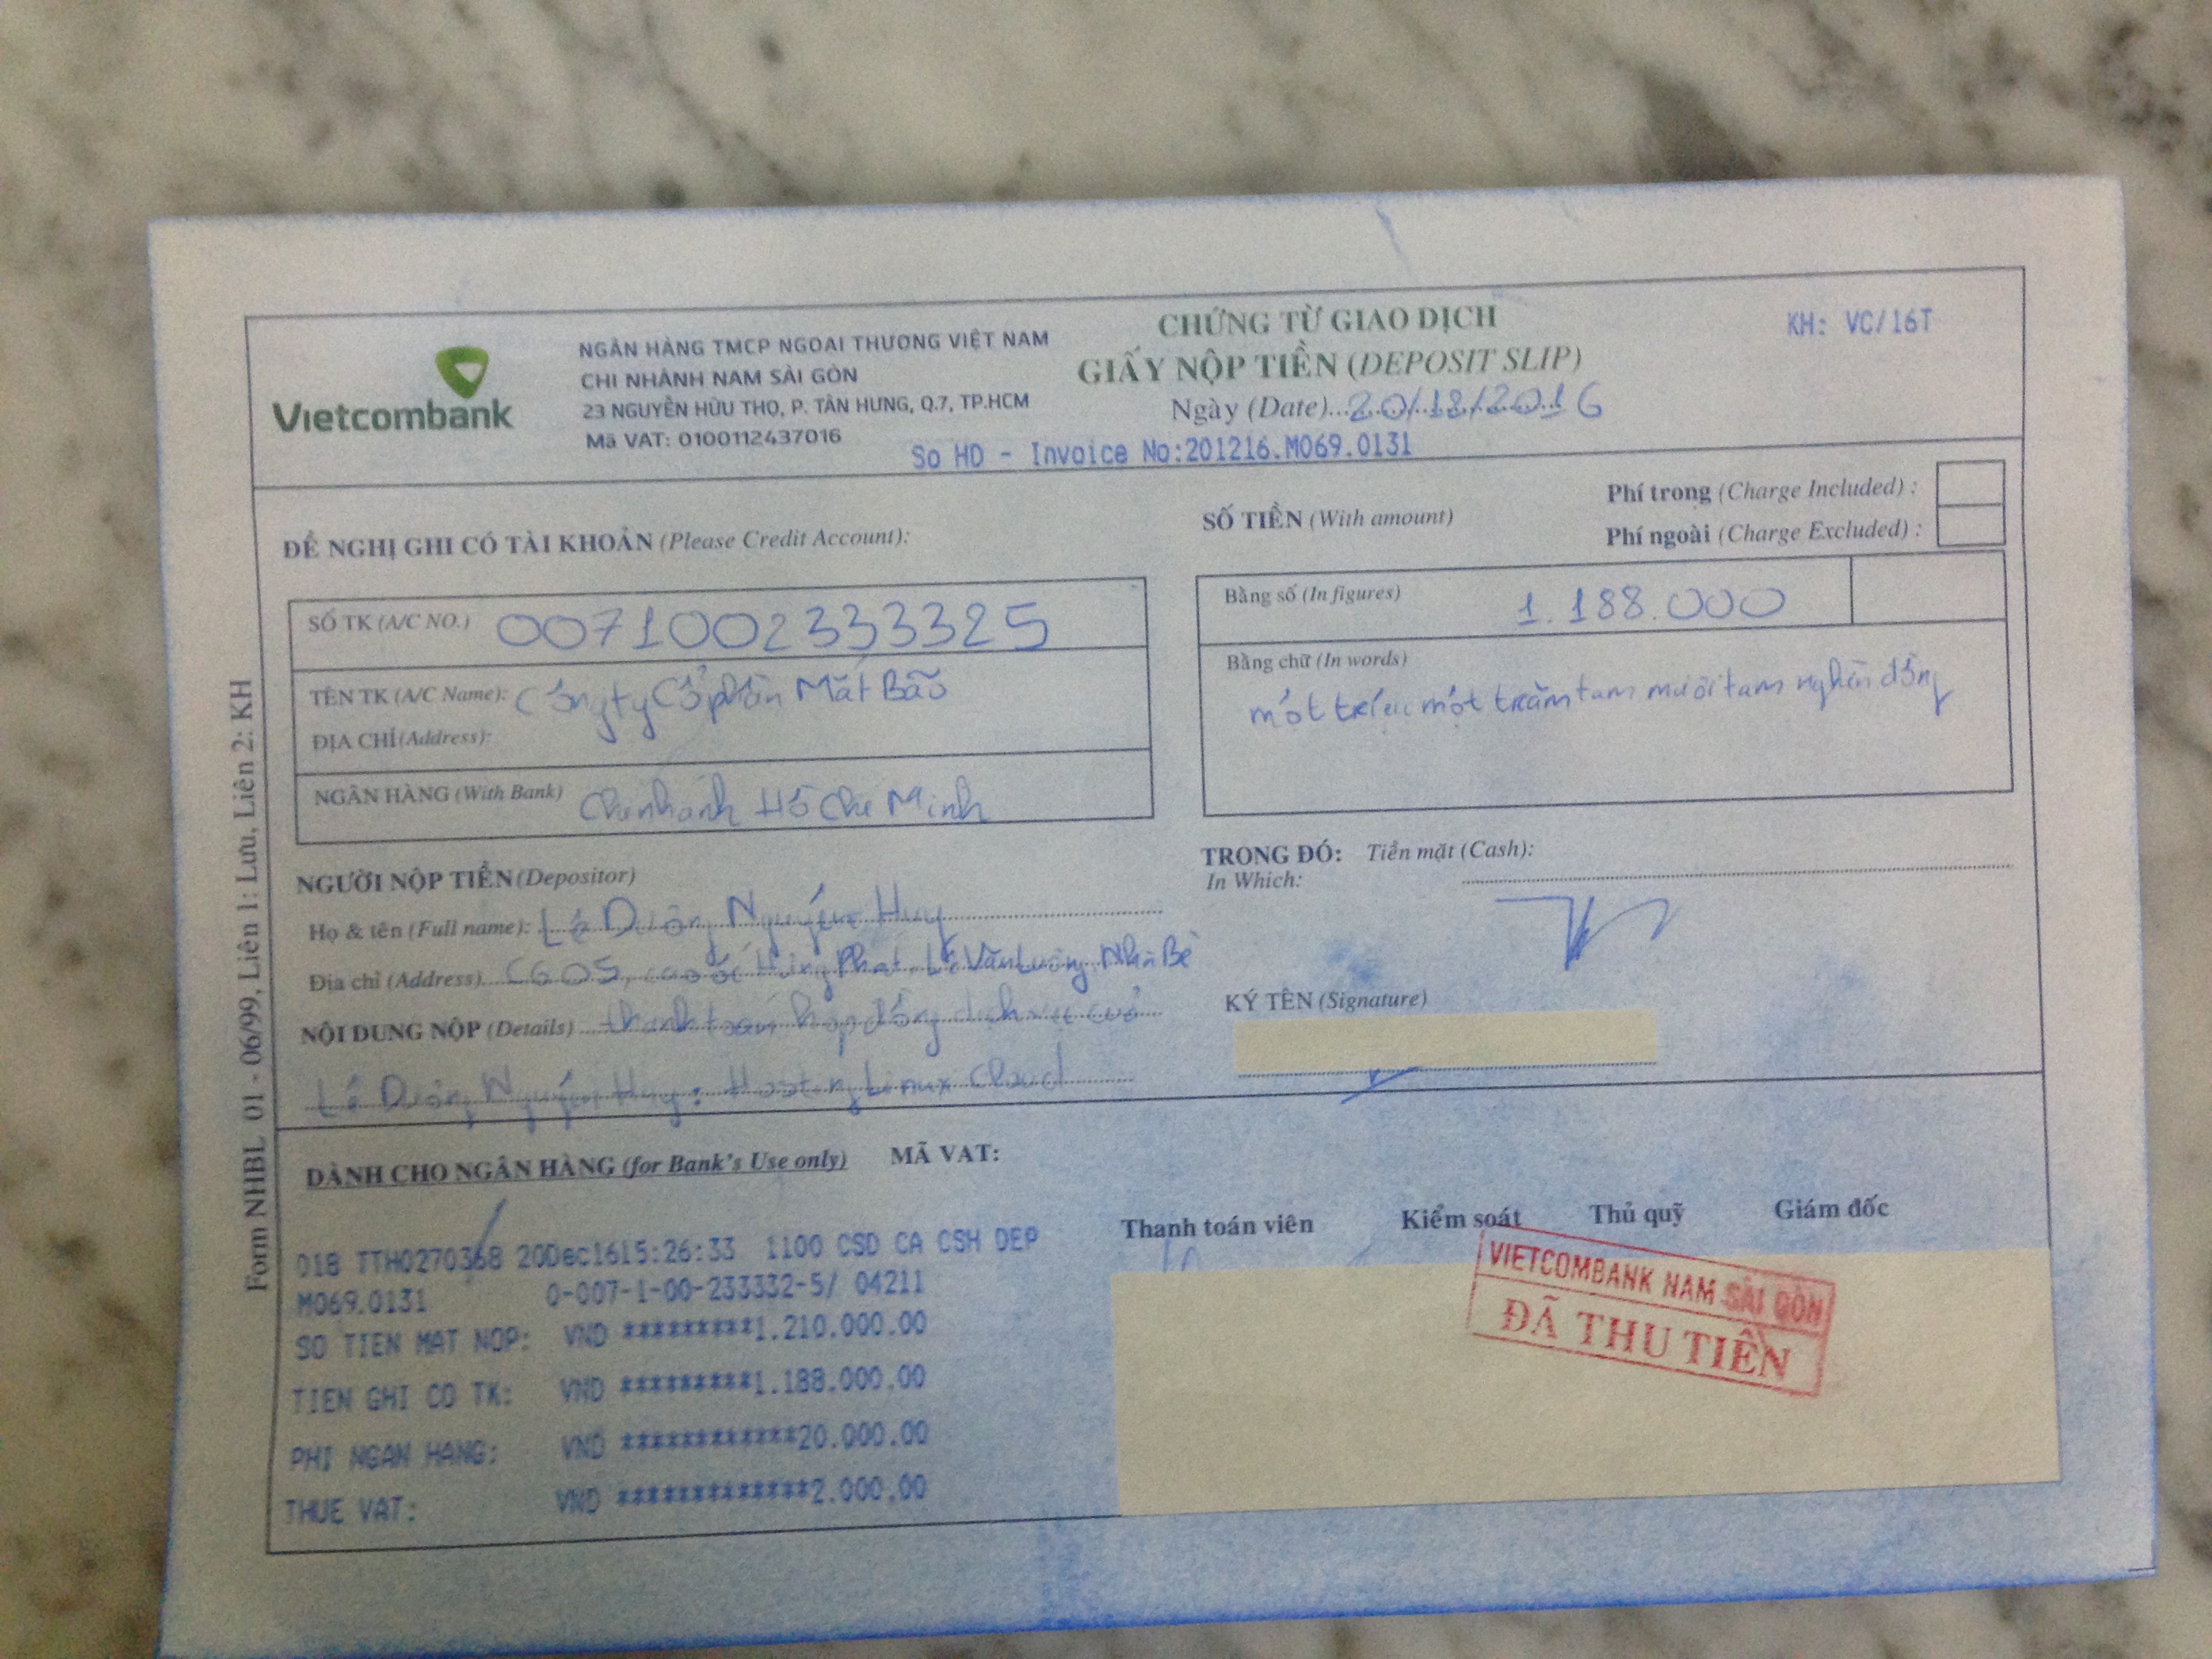 Vietcombank
NGÂN HÀNG TMCP NGOẠI THƯƠNG VIỆT NAM
CHI NHÁNH NAM SÀI GÒN
23 NGUYỄN HỮU THỌ, P. TÂN HƯNG, Q.7, TP.HCM
Mã VAT: 0100112437016
CHỨNG TỪ GIAO DỊCH
GIẤY NỘP TIỀN (DEPOSIT SLIP)
Ngày (Date)...20/12/2016
KH: VC/16T
So HD - Invoice No:201216.M069.0131
ĐỀ NGHỊ GHI CÓ TÀI KHOẢN (Please Credit Account):
SỐ TK (A/C NO.) 0071002333325
TÊN TK (A/C Name): Công ty Cổ phần Mắt Bão
ĐỊA CHỈ (Address):
NGÂN HÀNG (With Bank) Chi nhánh Hồ Chí Minh
SỐ TIỀN (With amount)
Phí trong (Charge Included) :
Phí ngoài (Charge Excluded) :
Bằng số (In figures) 1.188.000
Bằng chữ (In words)
một triệu một trăm tám mươi tám nghìn đồng
NGƯỜI NỘP TIỀN (Depositor)
Họ & tên (Full name): Lê Duôn Nguyên Huy
Địa chỉ (Address) Phát Lê Văn Lương, Nhà Bè
NỘI DUNG NỘP (Details) thanh toán hợp đồng dịch vụ của
Lê Duôn Nguyên Huy: Hosting Linux Cloud
TRONG ĐÓ: Tiền mặt (Cash):
In Which:
KÝ TÊN (Signature)
DÀNH CHO NGÂN HÀNG (for Bank's Use only) MÃ VAT:
018 TTH0270368 20Dec1615:26:33 1100 CSD CA CSH DEP
M069.0131 0-007-1-00-233332-5/ 04211
SO TIEN MAT NOP: VND ********1.210.000.00
TIEN GHI CO TK: VND ********1.188.000.00
PHI NGAN HANG: VND **********20.000.00
THUE VAT: VND ***********2.000.00
Thanh toán viên Kiểm soát Thủ quỹ Giám đốc
VIETCOMBANK NAM SÀI GÒN
ĐÃ THU TIỀN
Form NHBL 01 - 06/99, Liên 1: Lưu, Liên 2: KH